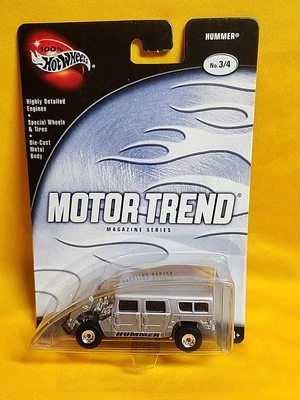 100%
Hot Wheels
HUMMER®
No.3/4
Highly Detailed
Engines
•
Special Wheels
& Tires
•
Die-Cast
Metal
Body
MOTOR TREND®
MAGAZINE SERIES
HUMMER